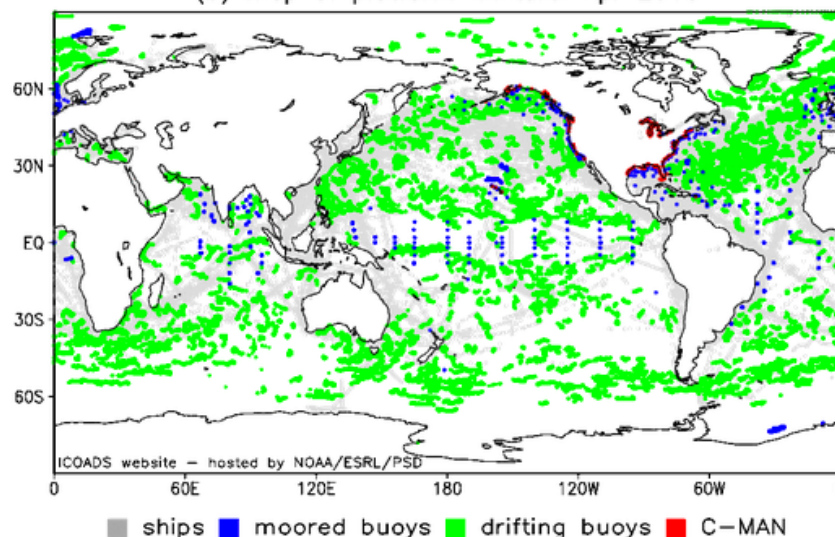 60N
30N
EQ
30S
60S
ICOADS website – hosted by NOAA/ESRL/PSD
0 60E 120E 180 120W 60W
ships moored buoys drifting buoys C-MAN